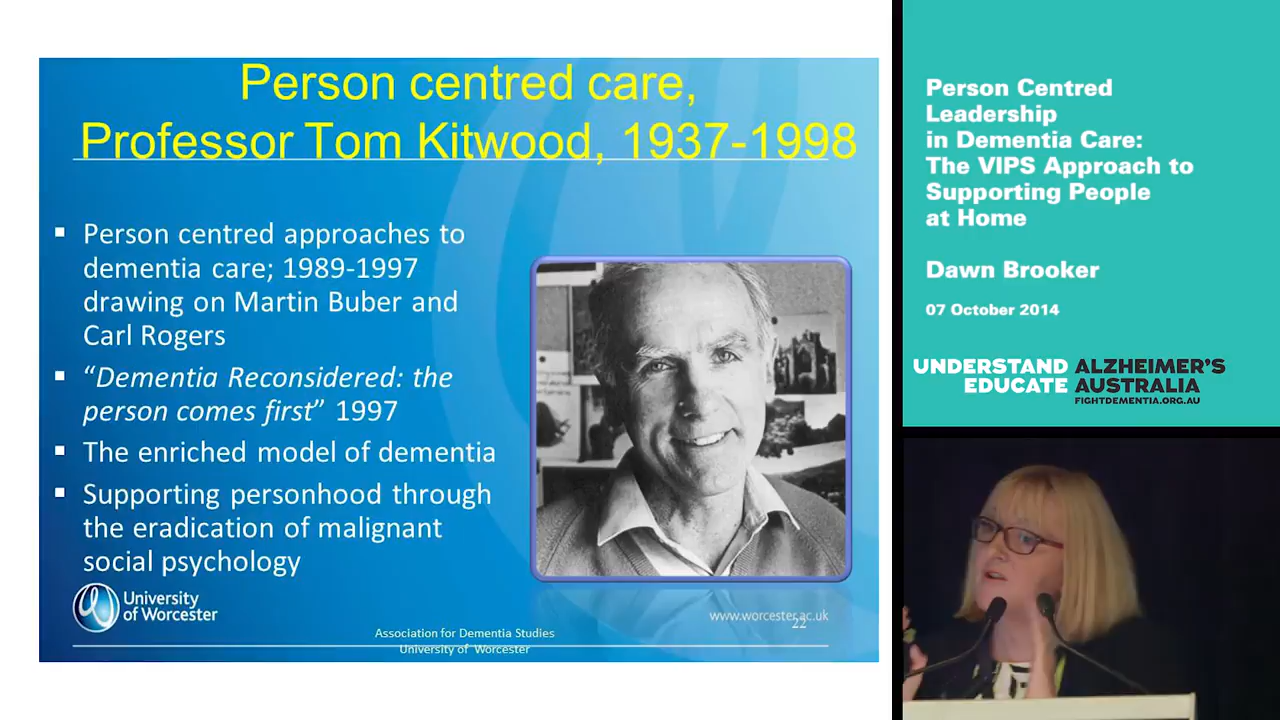 Person centred care,
Professor Tom Kitwood, 1937-1998
▪ Person centred approaches to
dementia care; 1989-1997
drawing on Martin Buber and
Carl Rogers
▪ “Dementia Reconsidered: the
person comes first” 1997
▪ The enriched model of dementia
▪ Supporting personhood through
the eradication of malignant
social psychology
University
of Worcester
www.worcester.ac.uk
22
Association for Dementia Studies
University of Worcester
Person Centred
Leadership
in Dementia Care:
The VIPS Approach to
Supporting People
at Home
Dawn Brooker
07 October 2014
UNDERSTAND
EDUCATE
ALZHEIMER'S
AUSTRALIA
FIGHTDEMENTIA.ORG.AU